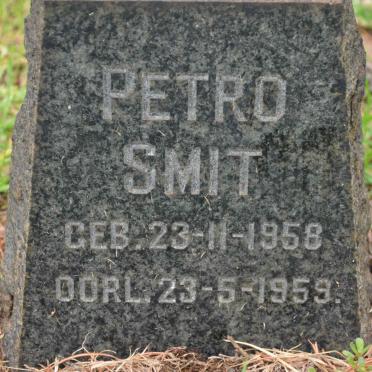 PETRO
SMIT
GEB. 23-11-1958
OORL. 23-5-1959.